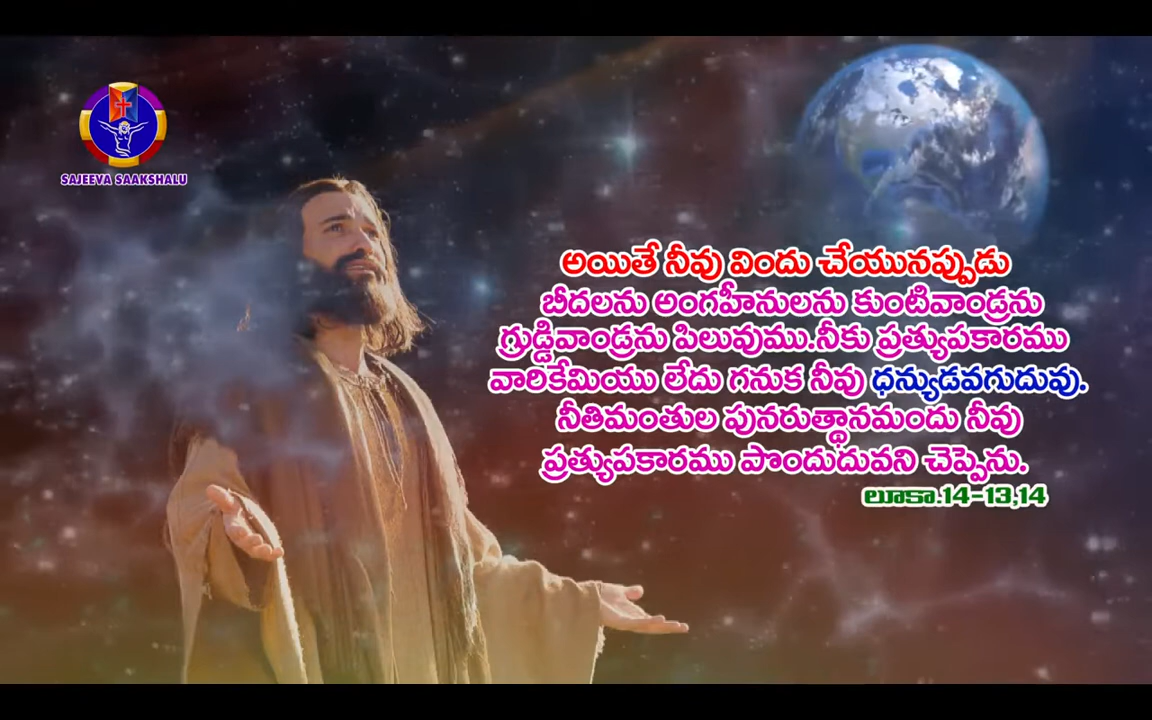 SAJEEVA SAAKSHALU
అయితే నీవు విందు చేయునప్పుడు
బీదలను అంగహీనులను కుంటివాండ్రను
గ్రుడ్డివాండ్రను పిలువుము.నీకు ప్రత్యుపకారము
వారికేమియు లేదు గనుక నీవు ధన్యుడవగుదువు.
నీతిమంతుల పునరుత్థానమందు నీవు
ప్రత్యుపకారము పొందుదువని చెప్పెను.
లూకా.14-13,14